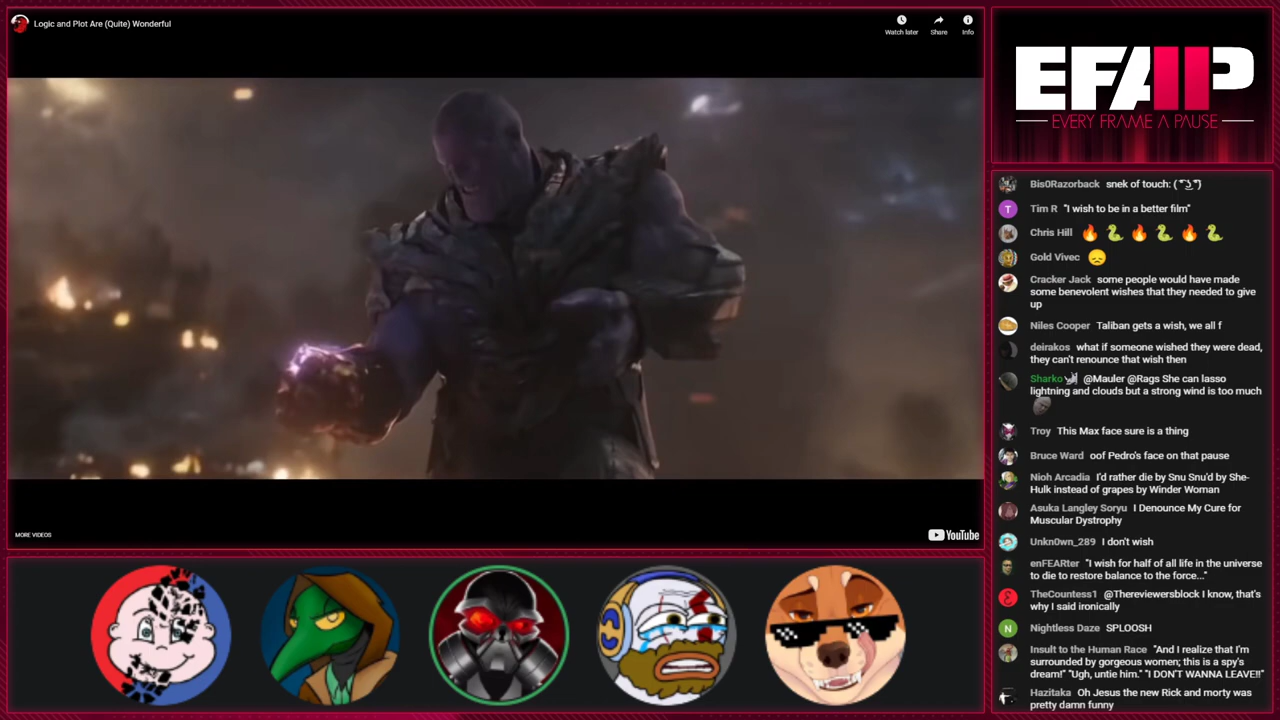 Logic and Plot Are (Quite) Wonderful
Watch later
Share
Info
MORE VIDEOS
YouTube
EFAP
EVERY FRAME A PAUSE
Bis0Razorback snek of touch: ( ͡° ͜ʖ ͡°)
T
Tim R "I wish to be in a better film"
Chris Hill 🔥 🐍 🔥 🐍 🔥 🐍
Gold Vivec 😞
Cracker Jack some people would have made
some benevolent wishes that they needed to give
up
Niles Cooper Taliban gets a wish, we all f
deirakos what if someone wished they were dead,
they can't renounce that wish then
Sharko @Mauler @Rags She can lasso
lightning and clouds but a strong wind is too much
Troy This Max face sure is a thing
Bruce Ward oof Pedro's face on that pause
Nioh Arcadia I'd rather die by Snu Snu'd by She-
Hulk instead of grapes by Winder Woman
Asuka Langley Soryu I Denounce My Cure for
Muscular Dystrophy
Unkn0wn_289 I don't wish
enFEARter "I wish for half of all life in the universe
to die to restore balance to the force..."
TheCountess1 @Thereviewersblock I know, that's
why I said ironically
N
Nightless Daze SPLOOSH
Insult to the Human Race "And I realize that I'm
surrounded by gorgeous women; this is a spy's
dream!" "Ugh, untie him." "I DON'T WANNA LEAVE!!"
Hazitaka Oh Jesus the new Rick and morty was
pretty damn funny